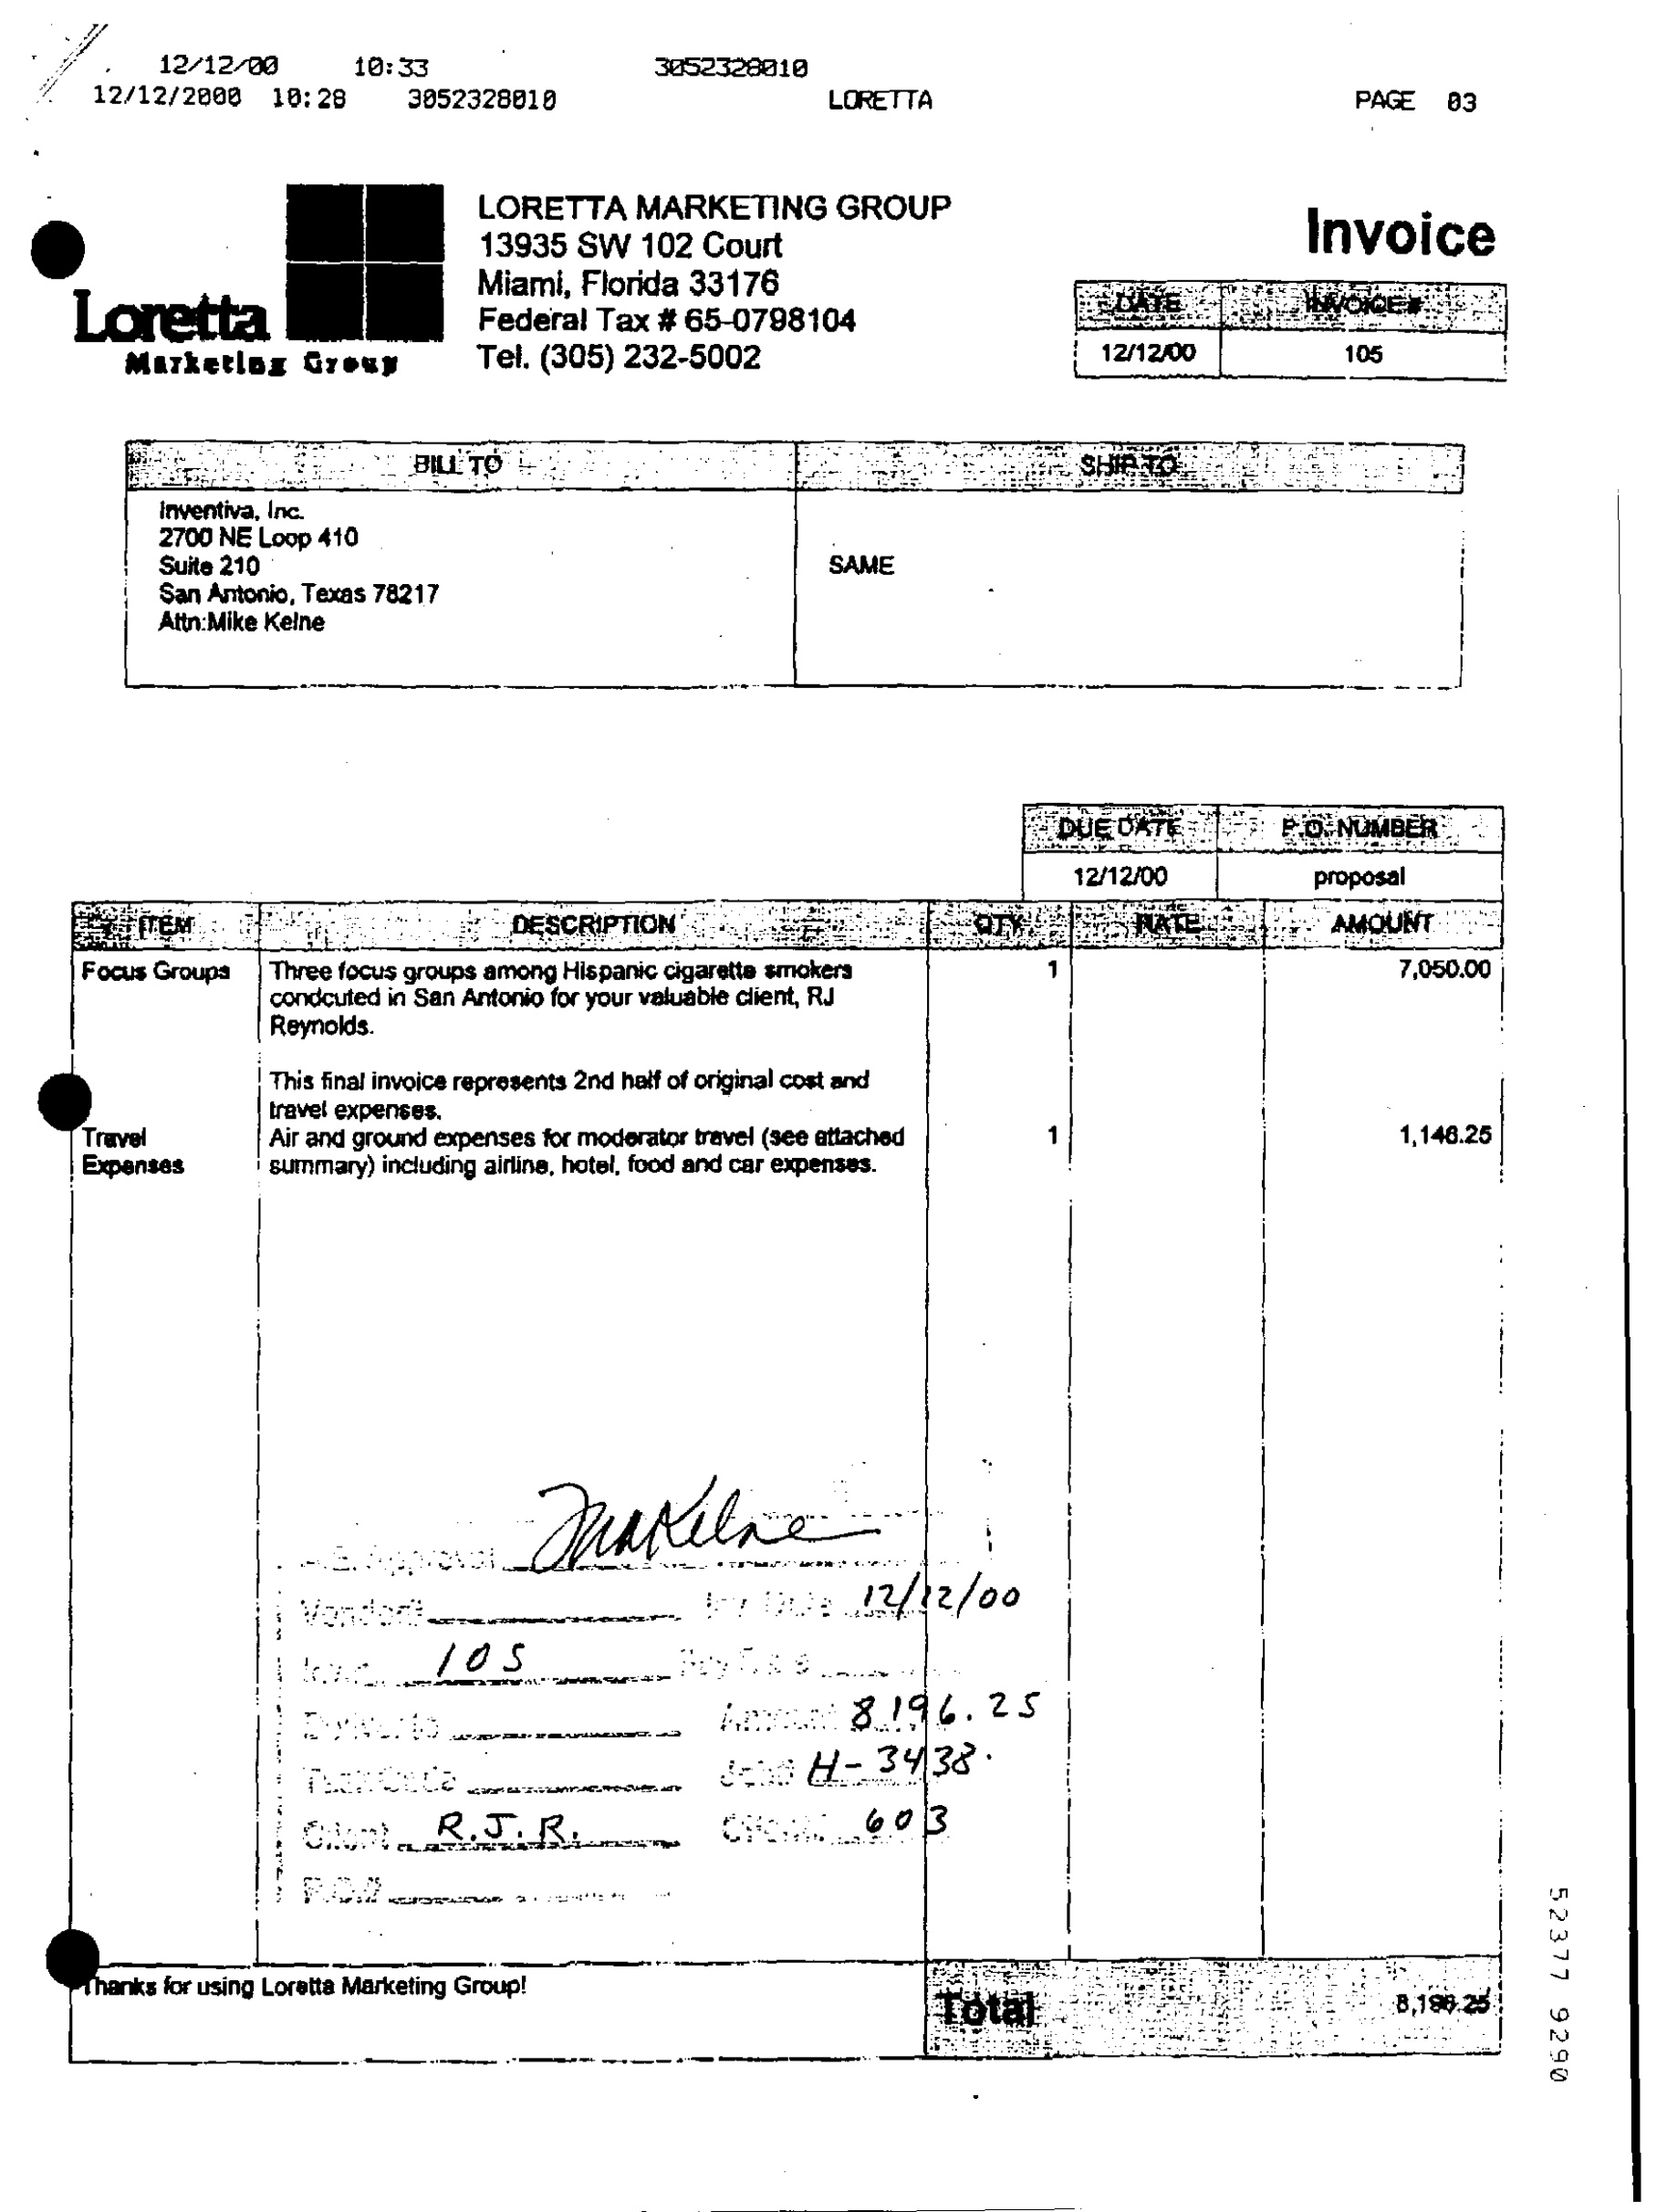 12/12/00 10:33 3052328010
12/12/2000 10:28 3052328010 LORETTA PAGE 03
Loretta
Marketing Group
LORETTA MARKETING GROUP
13935 SW 102 Court
Miami, Florida 33176
Federal Tax # 65-0798104
Tel. (305) 232-5002
Invoice
DATE INVOICE #
12/12/00 105
BILL TO SHIP TO
Inventiva, Inc.
2700 NE Loop 410
Suite 210
San Antonio, Texas 78217
Attn:Mike Kelne
SAME
DUE DATE P.O. NUMBER
12/12/00 proposal
ITEM DESCRIPTION QTY RATE AMOUNT
Focus Groups Three focus groups among Hispanic cigarette smokers 1 7,050.00
condcuted in San Antonio for your valuable client, RJ
Reynolds.
This final invoice represents 2nd half of original cost and
travel expenses.
Travel Air and ground expenses for moderator travel (see attached 1 1,146.25
Expenses summary) including airline, hotel, food and car expenses.
Approval
Vendor# Inv Date 12/12/00
105
Amount 8196.25
Job# H-3438.
Client R.J.R. 603
P.O.#
Thanks for using Loretta Marketing Group!
Total 8,196.25
52377 9290